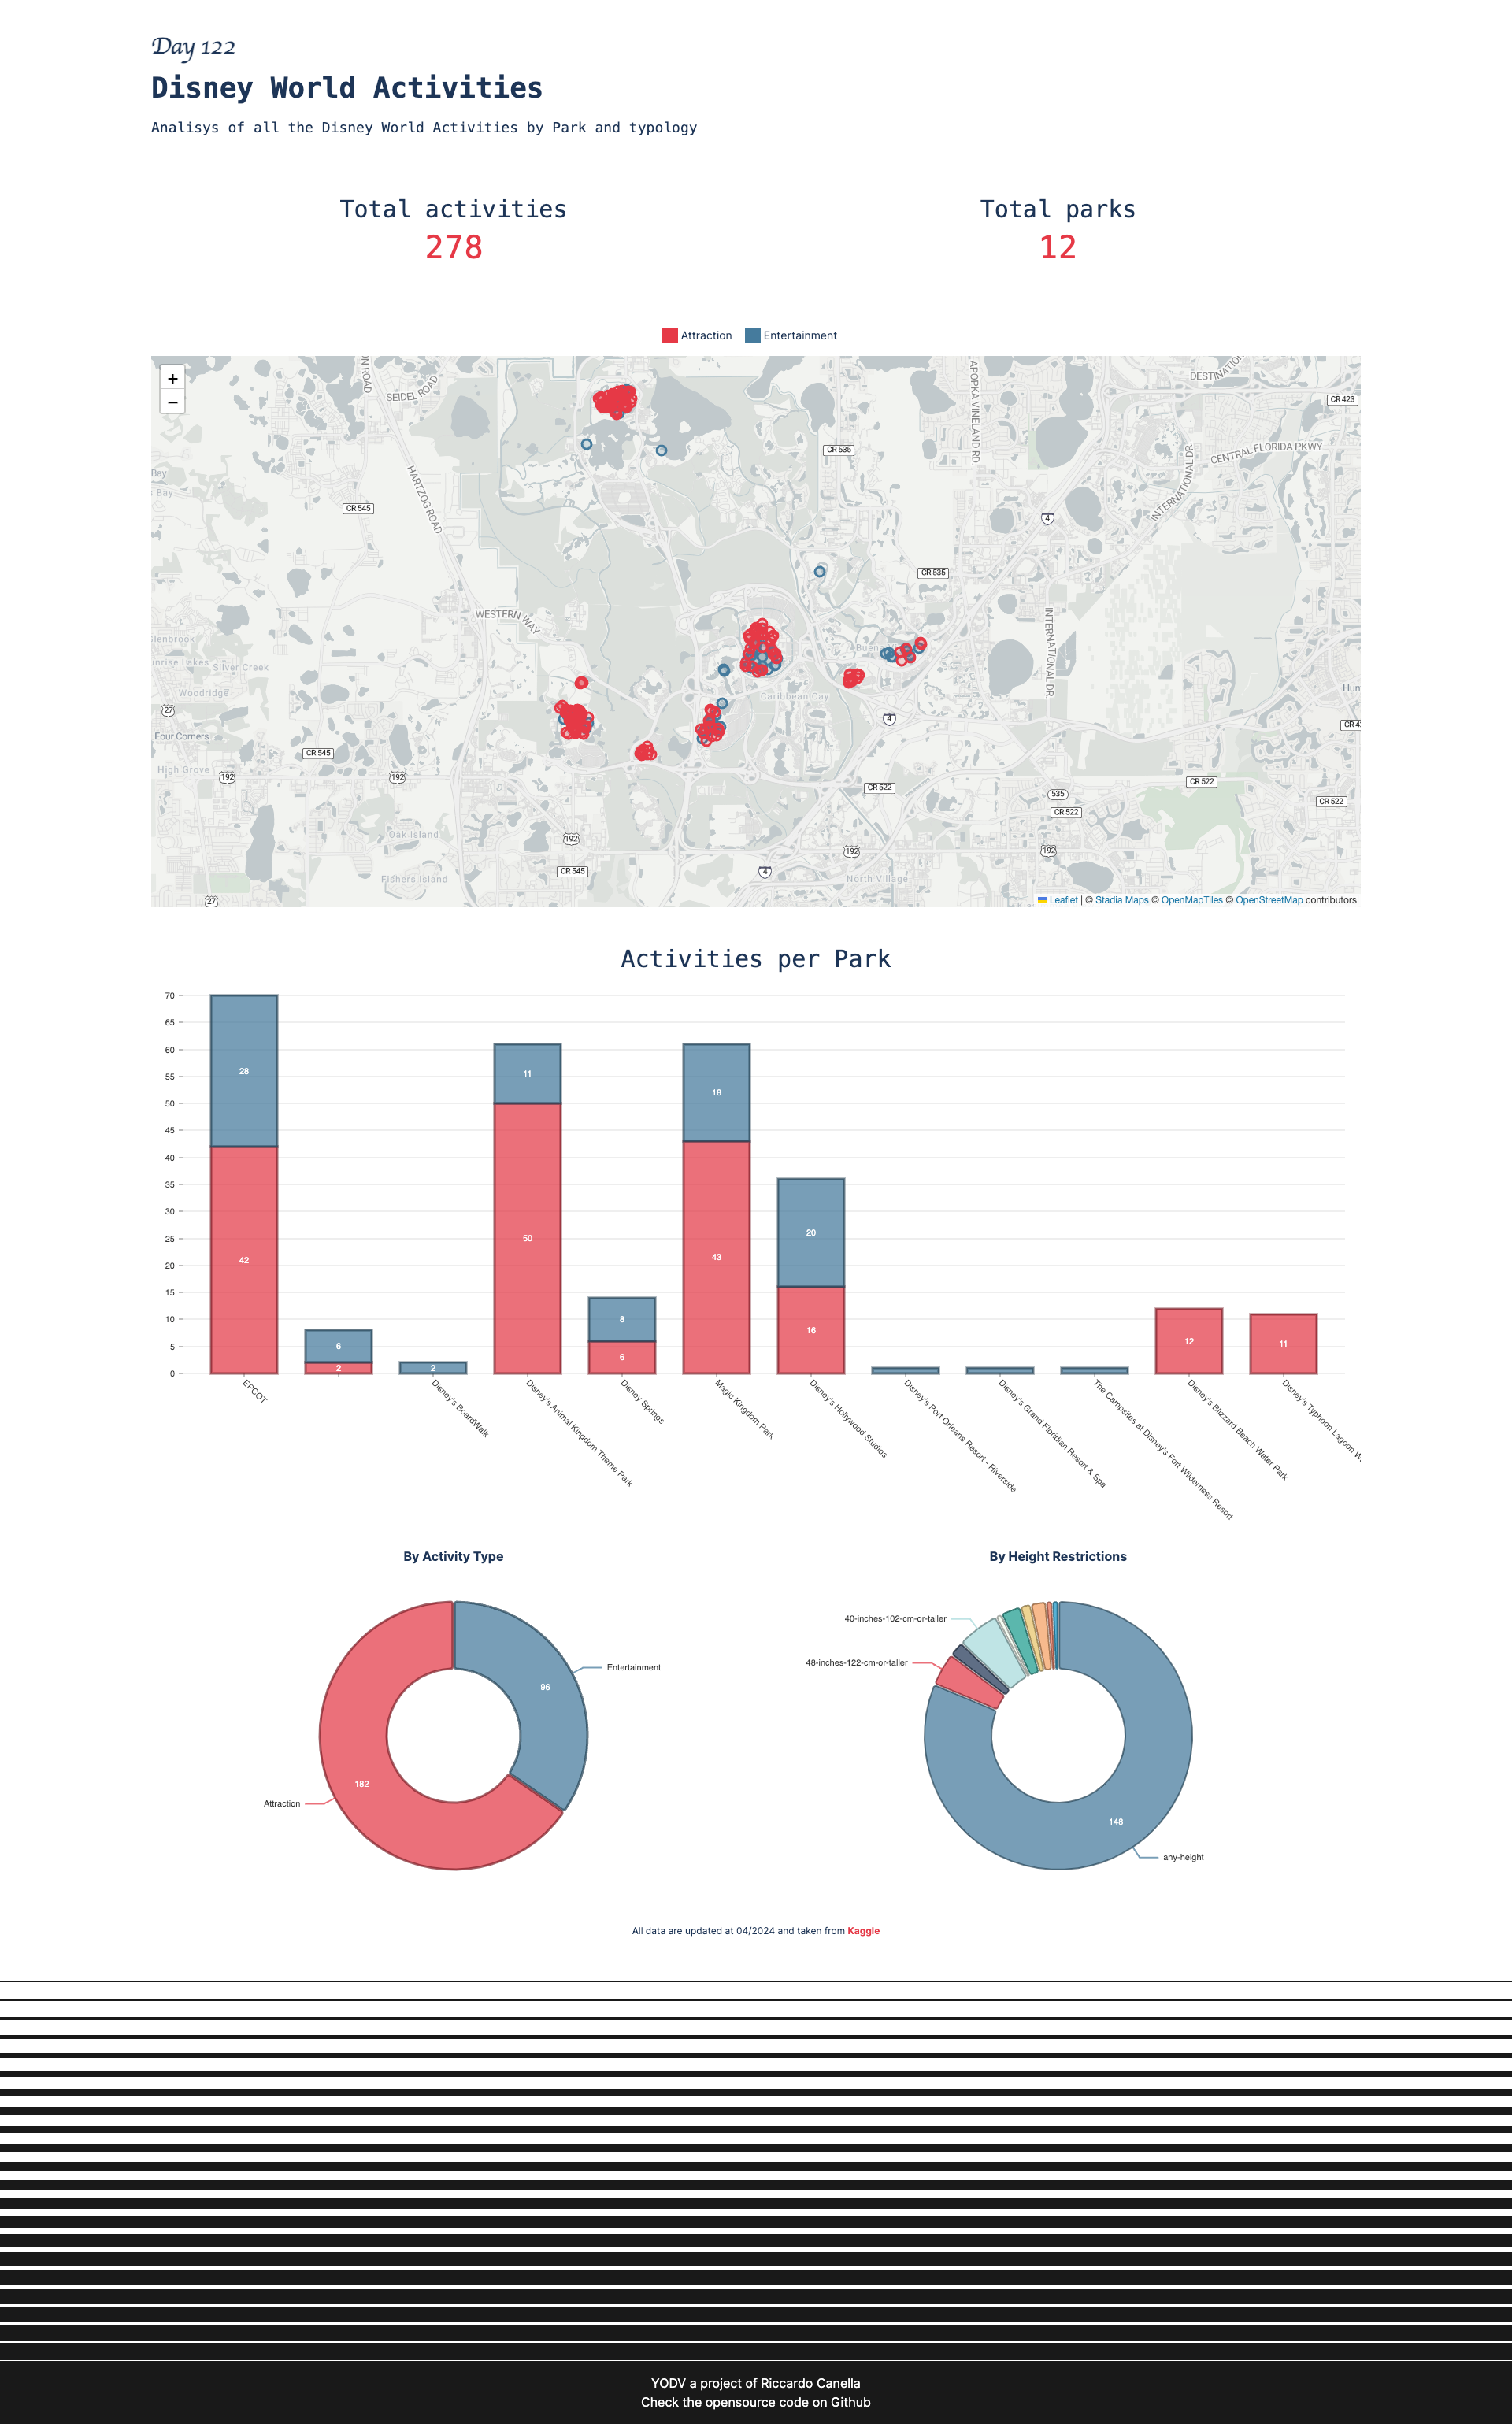 Day 122
Disney World Activities
Analisys of all the Disney World Activities by Park and typology
Total activities
278
Total parks
12
Attraction
Entertainment
+
−
SEIDEL ROAD
HARTZOG ROAD
WESTERN WAY
APOPKA VINELAND RD
DESTINATIO
CENTRAL FLORIDA PKWY
INTERNATIONAL DR.
INTERNATIONAL DR.
N ROAD
CR 423
CR 535
CR 545
4
CR 535
Bay
s Bay
Glenbrook
unrise Lakes
Silver Creek
Woodridge
27
Four Corners
High Grove
192
CR 545
192
Buen
Caribbean Cay
4
Hun
CR 4
CR 522
CR 522
535
CR 522
CR 522
Oak Island
192
192
192
Fishers Island
CR 545
4
North Village
27
Leaflet | © Stadia Maps © OpenMapTiles © OpenStreetMap contributors
Activities per Park
70
65
60
55
50
45
40
35
30
25
20
15
10
5
0
28
42
6
2
2
11
50
8
6
18
43
20
16
12
11
EPCOT
Disney's BoardWalk
Disney's Animal Kingdom Theme Park
Disney Springs
Magic Kingdom Park
Disney's Hollywood Studios
Disney's Port Orleans Resort - Riverside
Disney's Grand Floridian Resort & Spa
The Campsites at Disney's Fort Wilderness Resort
Disney's Blizzard Beach Water Park
Disney's Typhoon Lagoon W
By Activity Type
Entertainment
96
182
Attraction
By Height Restrictions
40-inches-102-cm-or-taller
48-inches-122-cm-or-taller
148
any-height
All data are updated at 04/2024 and taken from Kaggle
YODV a project of Riccardo Canella
Check the opensource code on Github